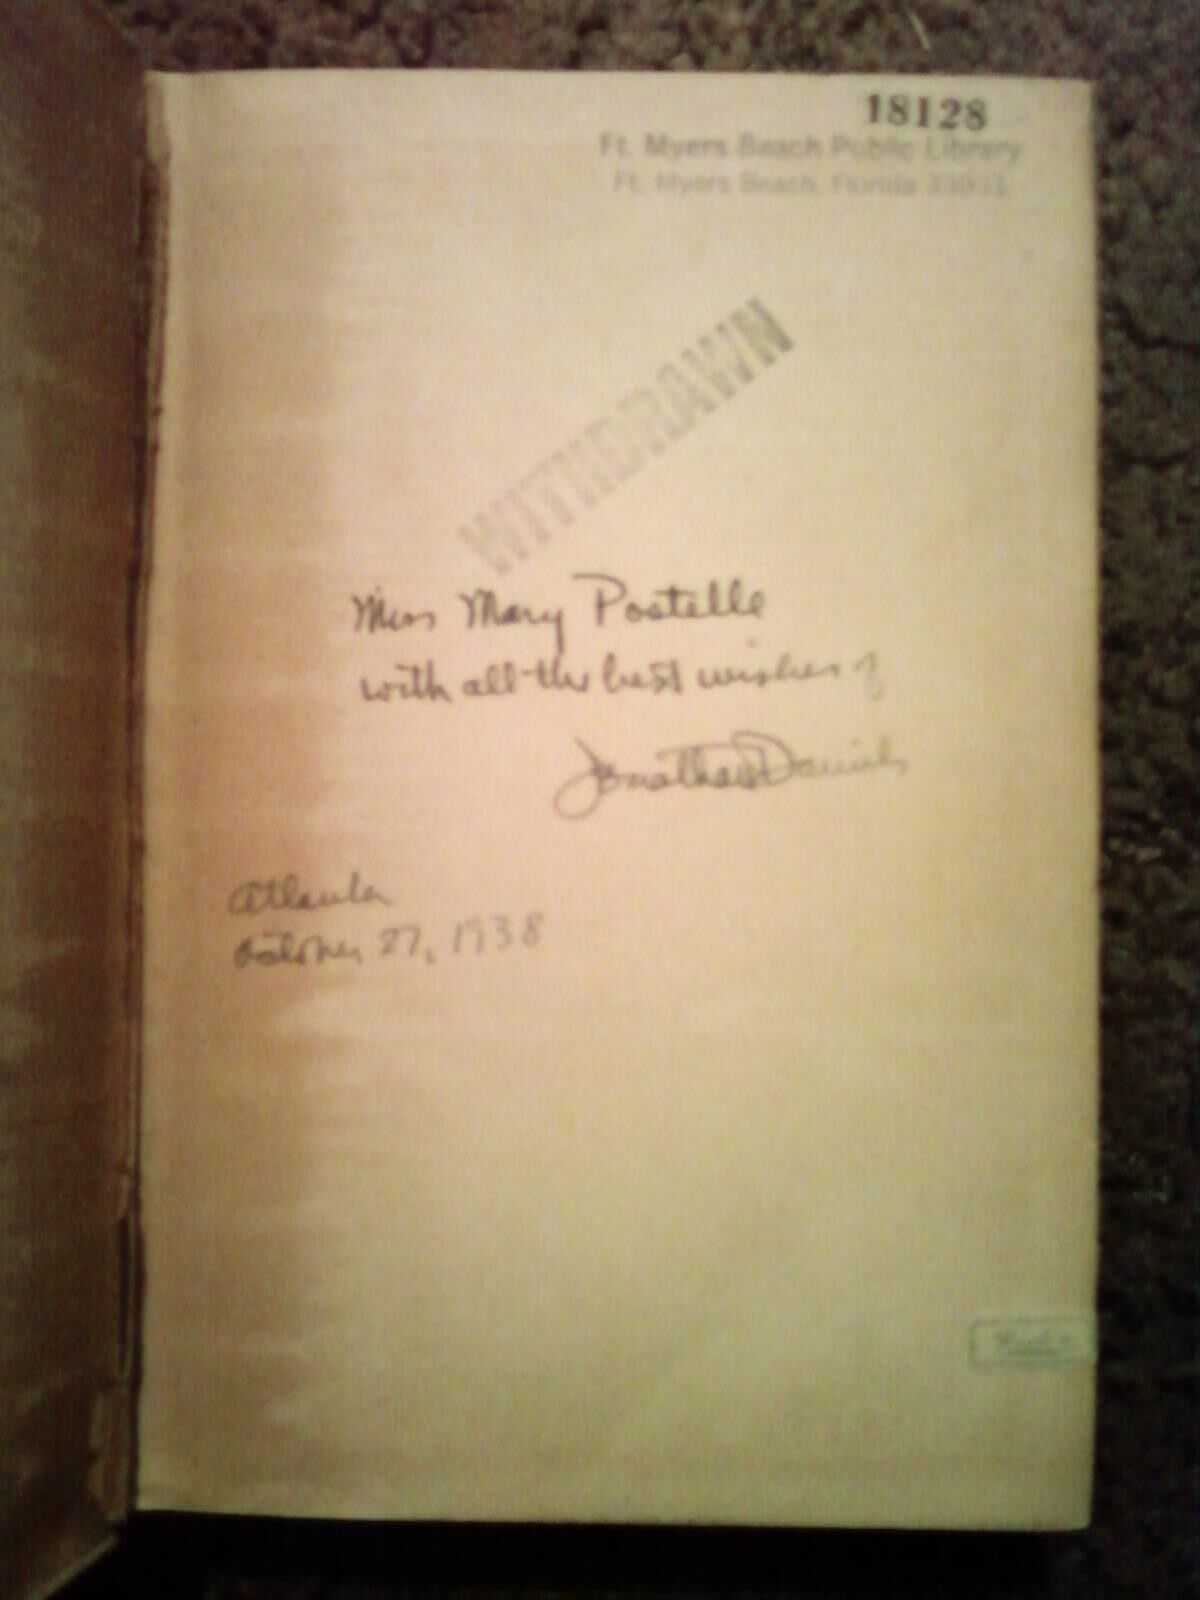 18128
Ft. Myers Beach Public Library
Ft. Myers Beach, Florida 33931
WITHDRAWN
Miss Mary Postelle
with all the best wishes of
Jonathan Daniels
Atlanta
October 27, 1938